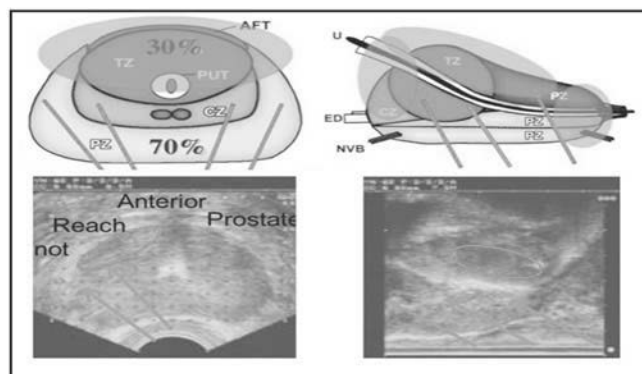 AFT
30%
TZ
PUT
CZ
PZ
70%
U
TZ
PZ
CZ
ED
PZ
PZ
NVB
Anterior
Reach
Prostate
not